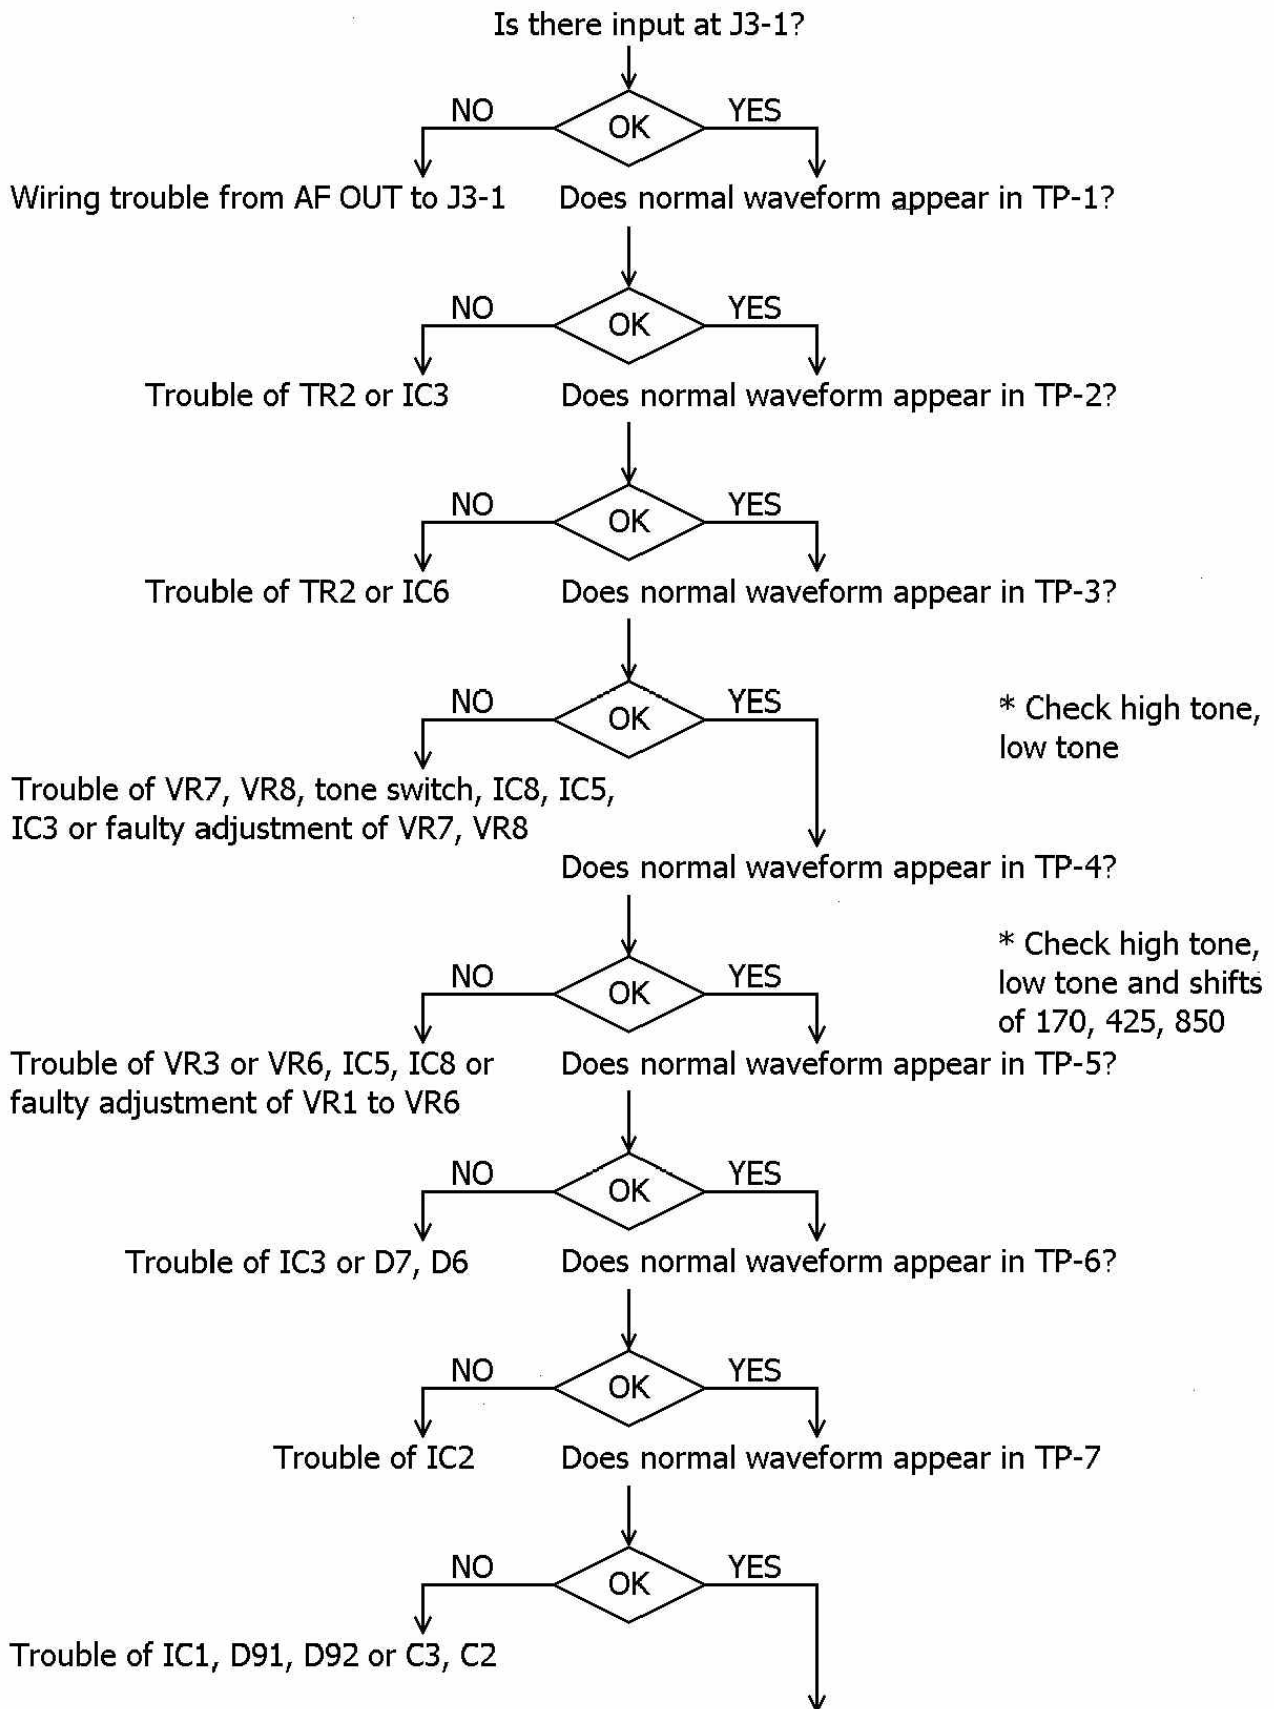 Is there input at J3-1?
NO
OK
YES
Wiring trouble from AF OUT to J3-1
Does normal waveform appear in TP-1?
NO
OK
YES
Trouble of TR2 or IC3
Does normal waveform appear in TP-2?
NO
OK
YES
Trouble of TR2 or IC6
Does normal waveform appear in TP-3?
NO
OK
YES
* Check high tone,
low tone
Trouble of VR7, VR8, tone switch, IC8, IC5,
IC3 or faulty adjustment of VR7, VR8
Does normal waveform appear in TP-4?
NO
OK
YES
* Check high tone,
low tone and shifts
of 170, 425, 850
Trouble of VR3 or VR6, IC5, IC8 or
faulty adjustment of VR1 to VR6
Does normal waveform appear in TP-5?
NO
OK
YES
Trouble of IC3 or D7, D6
Does normal waveform appear in TP-6?
NO
OK
YES
Trouble of IC2
Does normal waveform appear in TP-7
NO
OK
YES
Trouble of IC1, D91, D92 or C3, C2